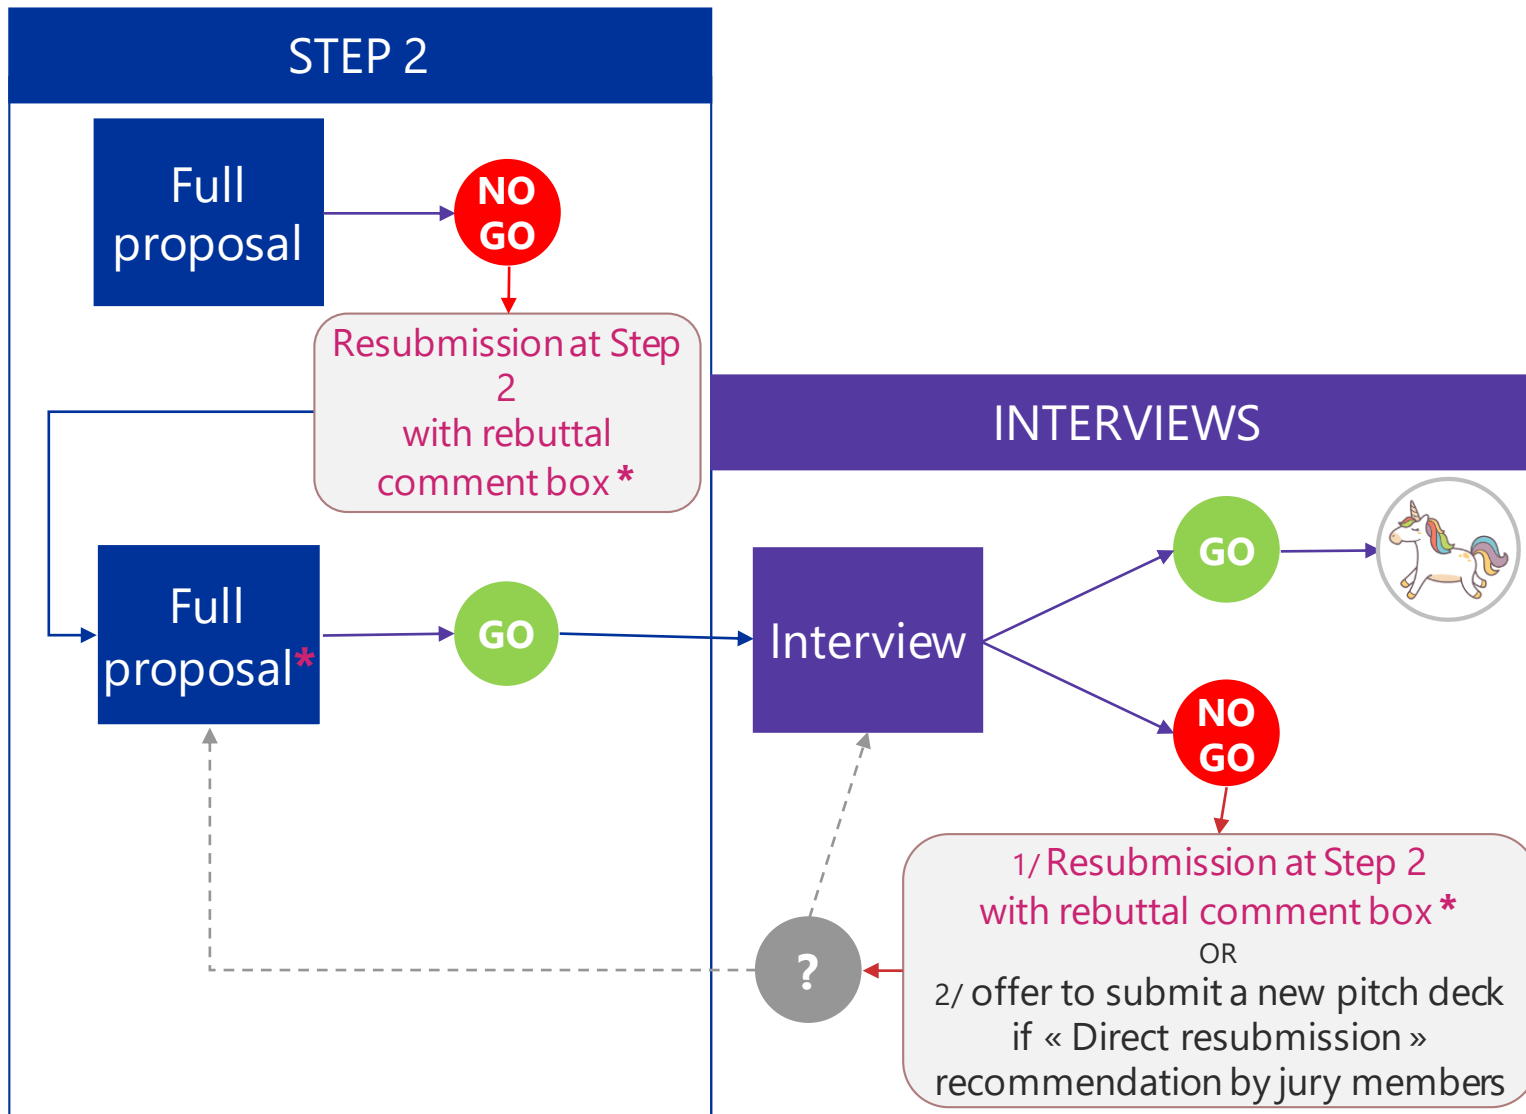 STEP 2
Full
proposal
NO
GO
Resubmission at Step
2
with rebuttal
comment box *
INTERVIEWS
Full
proposal*
GO
Interview
GO
NO
GO
1/ Resubmission at Step 2
with rebuttal comment box *
OR
2/ offer to submit a new pitch deck
if « Direct resubmission »
recommendation by jury members
?